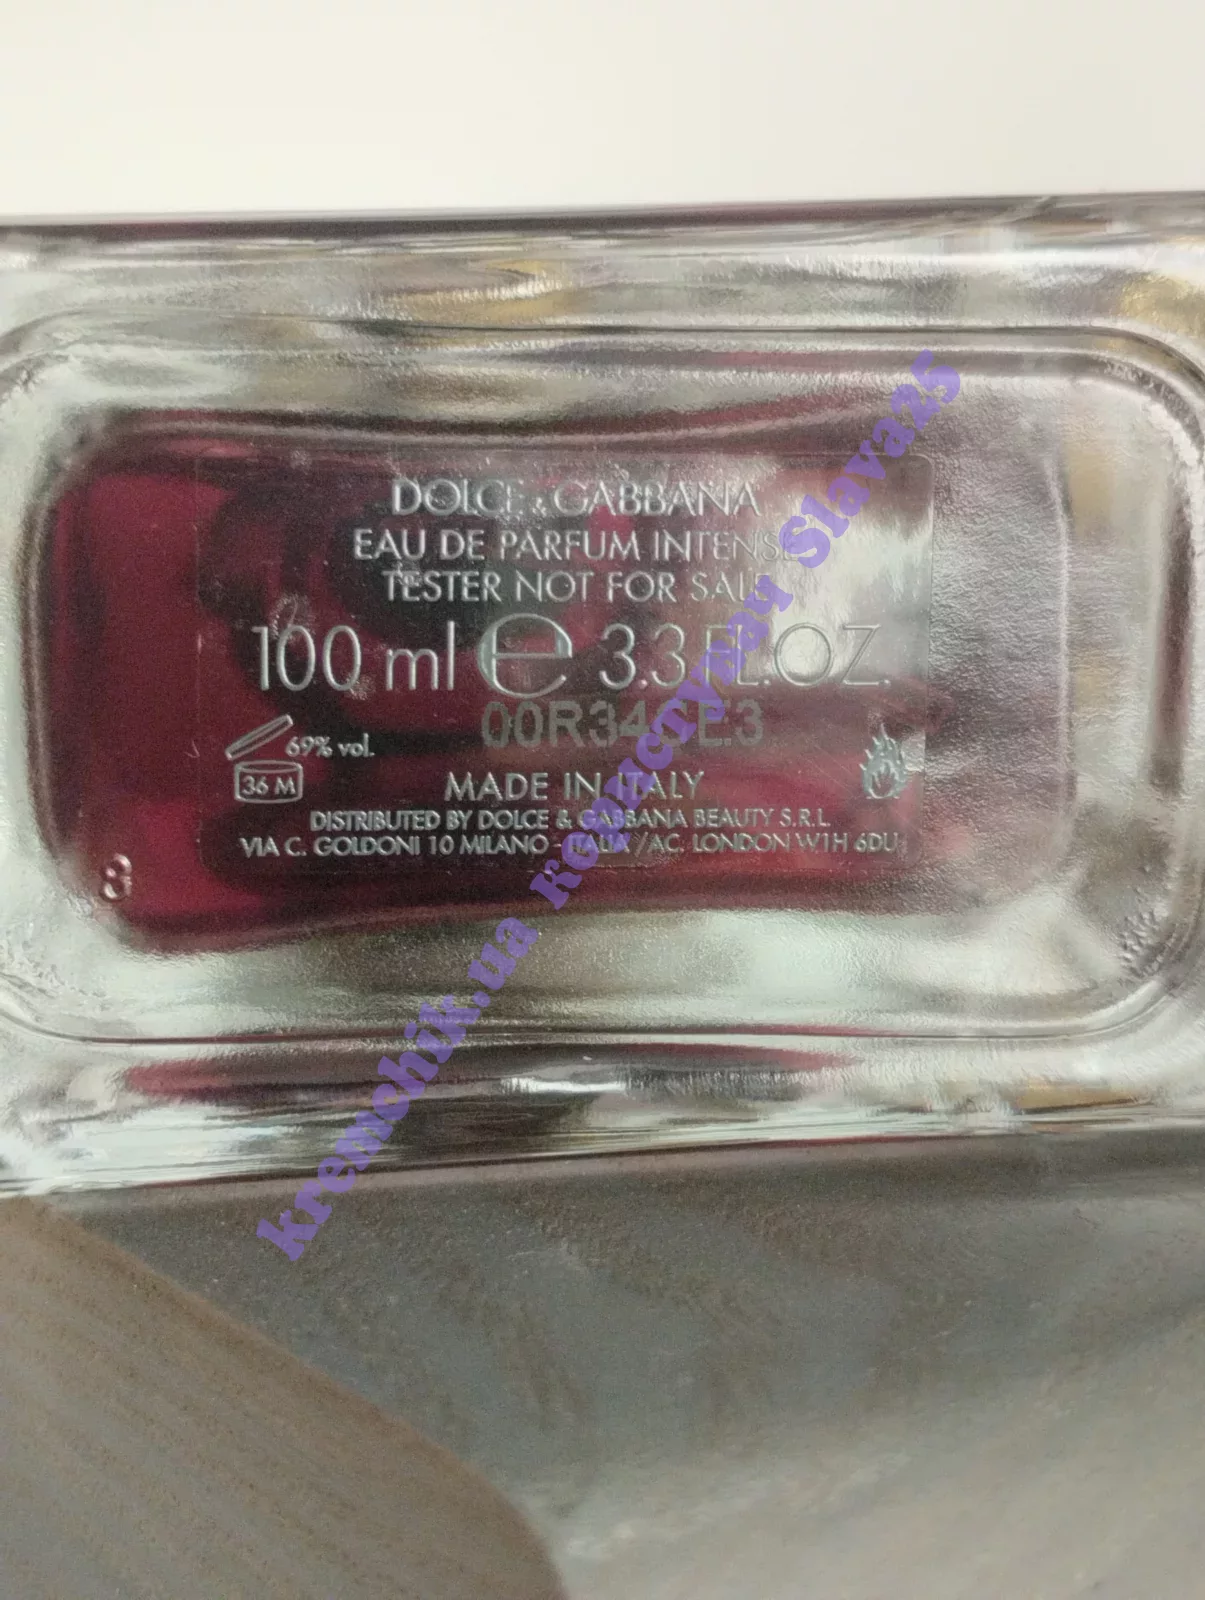 DOLCE & GABBANA
EAU DE PARFUM INTENSE
TESTER NOT FOR SALE
100 ml e 3.3 FL.OZ.
00R34CE3
69% vol.
36 M
MADE IN ITALY
DISTRIBUTED BY DOLCE & GABBANA BEAUTY S.R.L.
VIA C. GOLDONI 10 MILANO - ITALIA /AC. LONDON W1H 6DU
8
kremchik.ua користувач Slava25